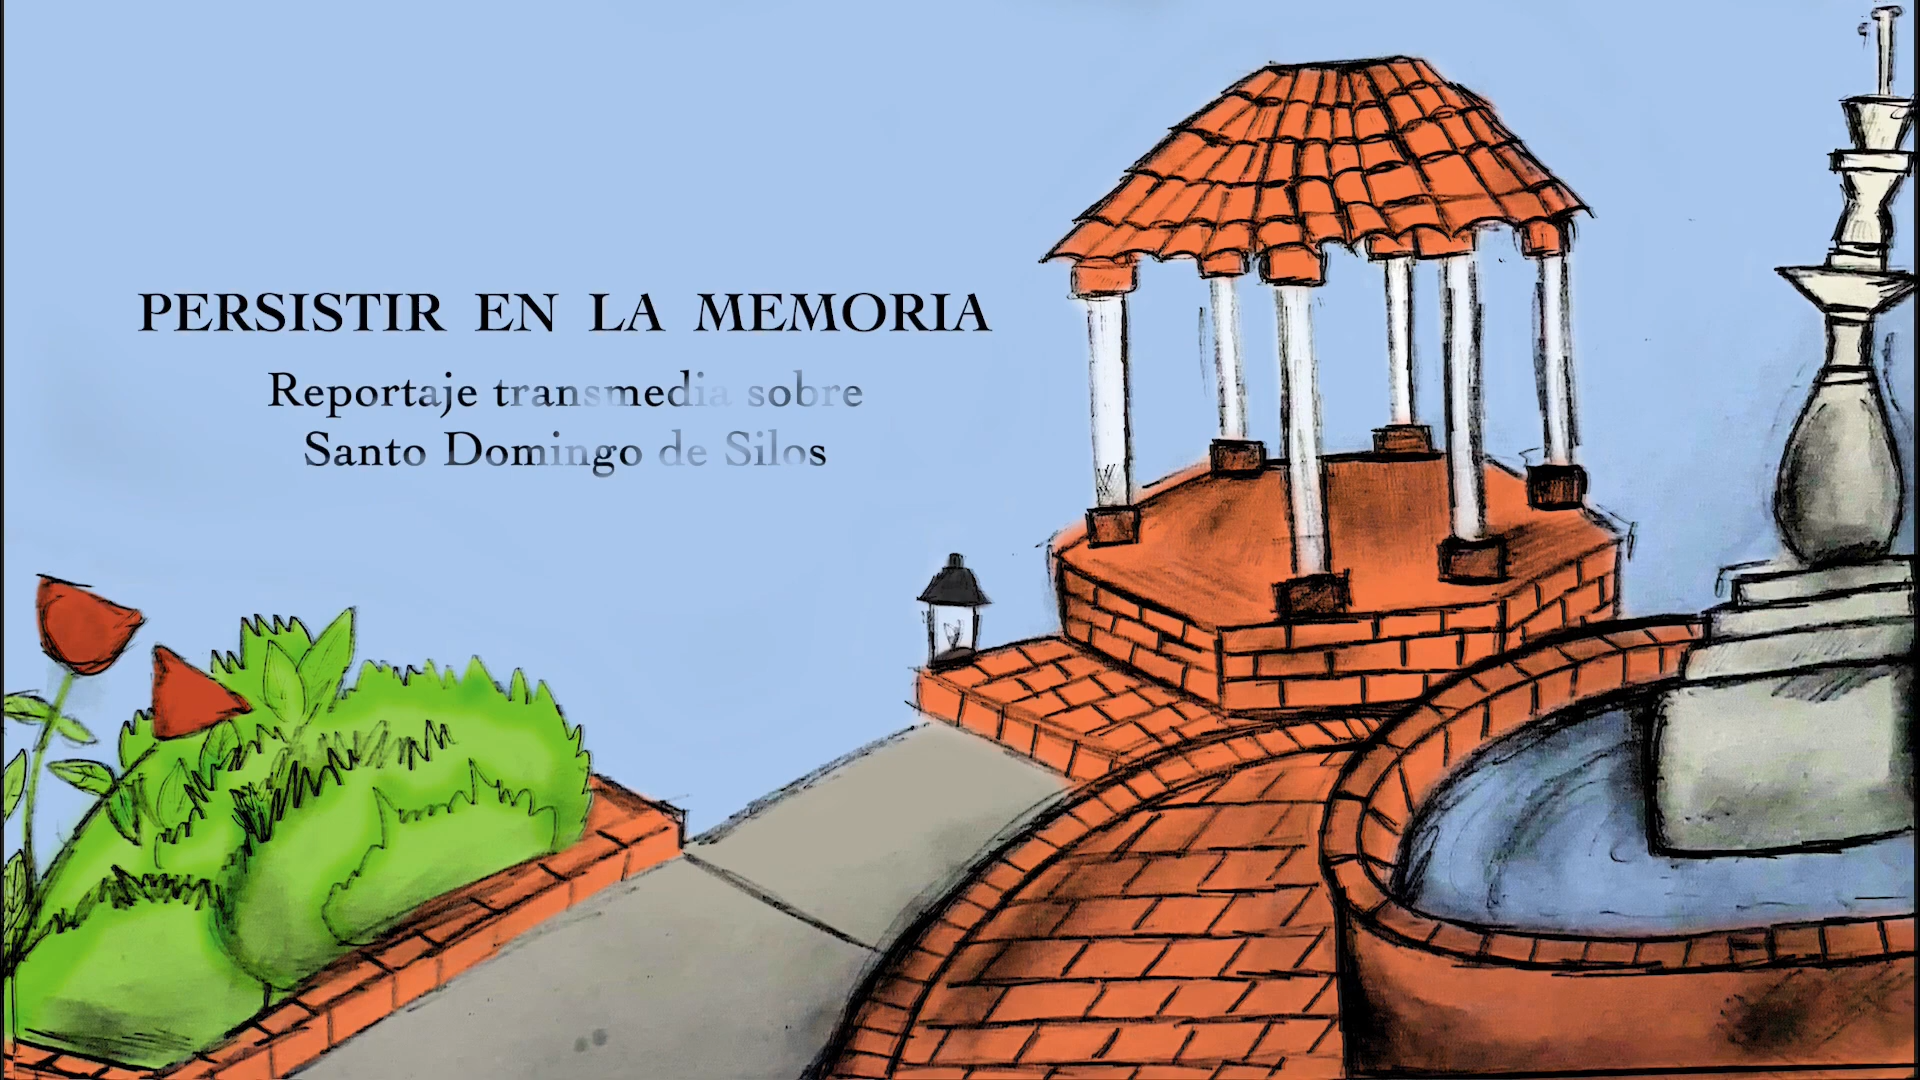 PERSISTIR EN LA MEMORIA
Reportaje transmedia sobre
Santo Domingo de Silos